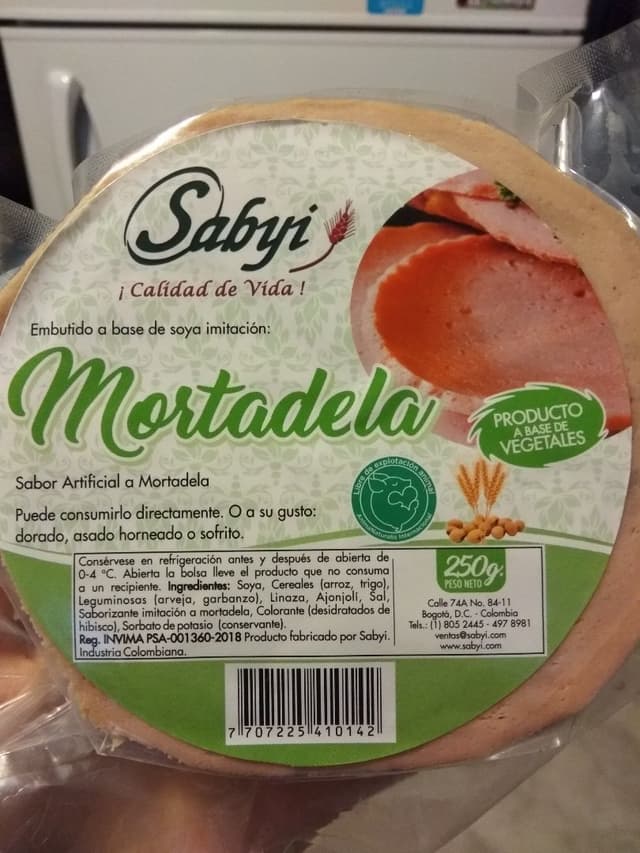 Sabyi
¡ Calidad de Vida !
Embutido a base de soya imitación:
Mortadela
PRODUCTO
A BASE DE
VEGETALES
Sabor Artificial a Mortadela
Libre de explotación animal
Puede consumirlo directamente. O a su gusto:
dorado, asado horneado o sofrito.
Consérvese en refrigeración antes y después de abierta de
0-4 °C. Abierta la bolsa lleve el producto que no consuma
a un recipiente. Ingredientes: Soya, Cereales (arroz, trigo),
Leguminosas (arveja, garbanzo), Linaza, Ajonjolí, Sal,
Saborizante imitación a mortadela, Colorante (desidratados de
hibisco), Sorbato de potasio (conservante).
Reg. INVIMA PSA-001360-2018 Producto fabricado por Sabyi.
Industria Colombiana.
250g.
PESO NETO
Calle 74A No. 84-11
Bogotá, D.C. - Colombia
Tels.: (1) 805 2445 - 497 8981
ventas@sabyi.com
www.sabyi.com
7 707225 410142